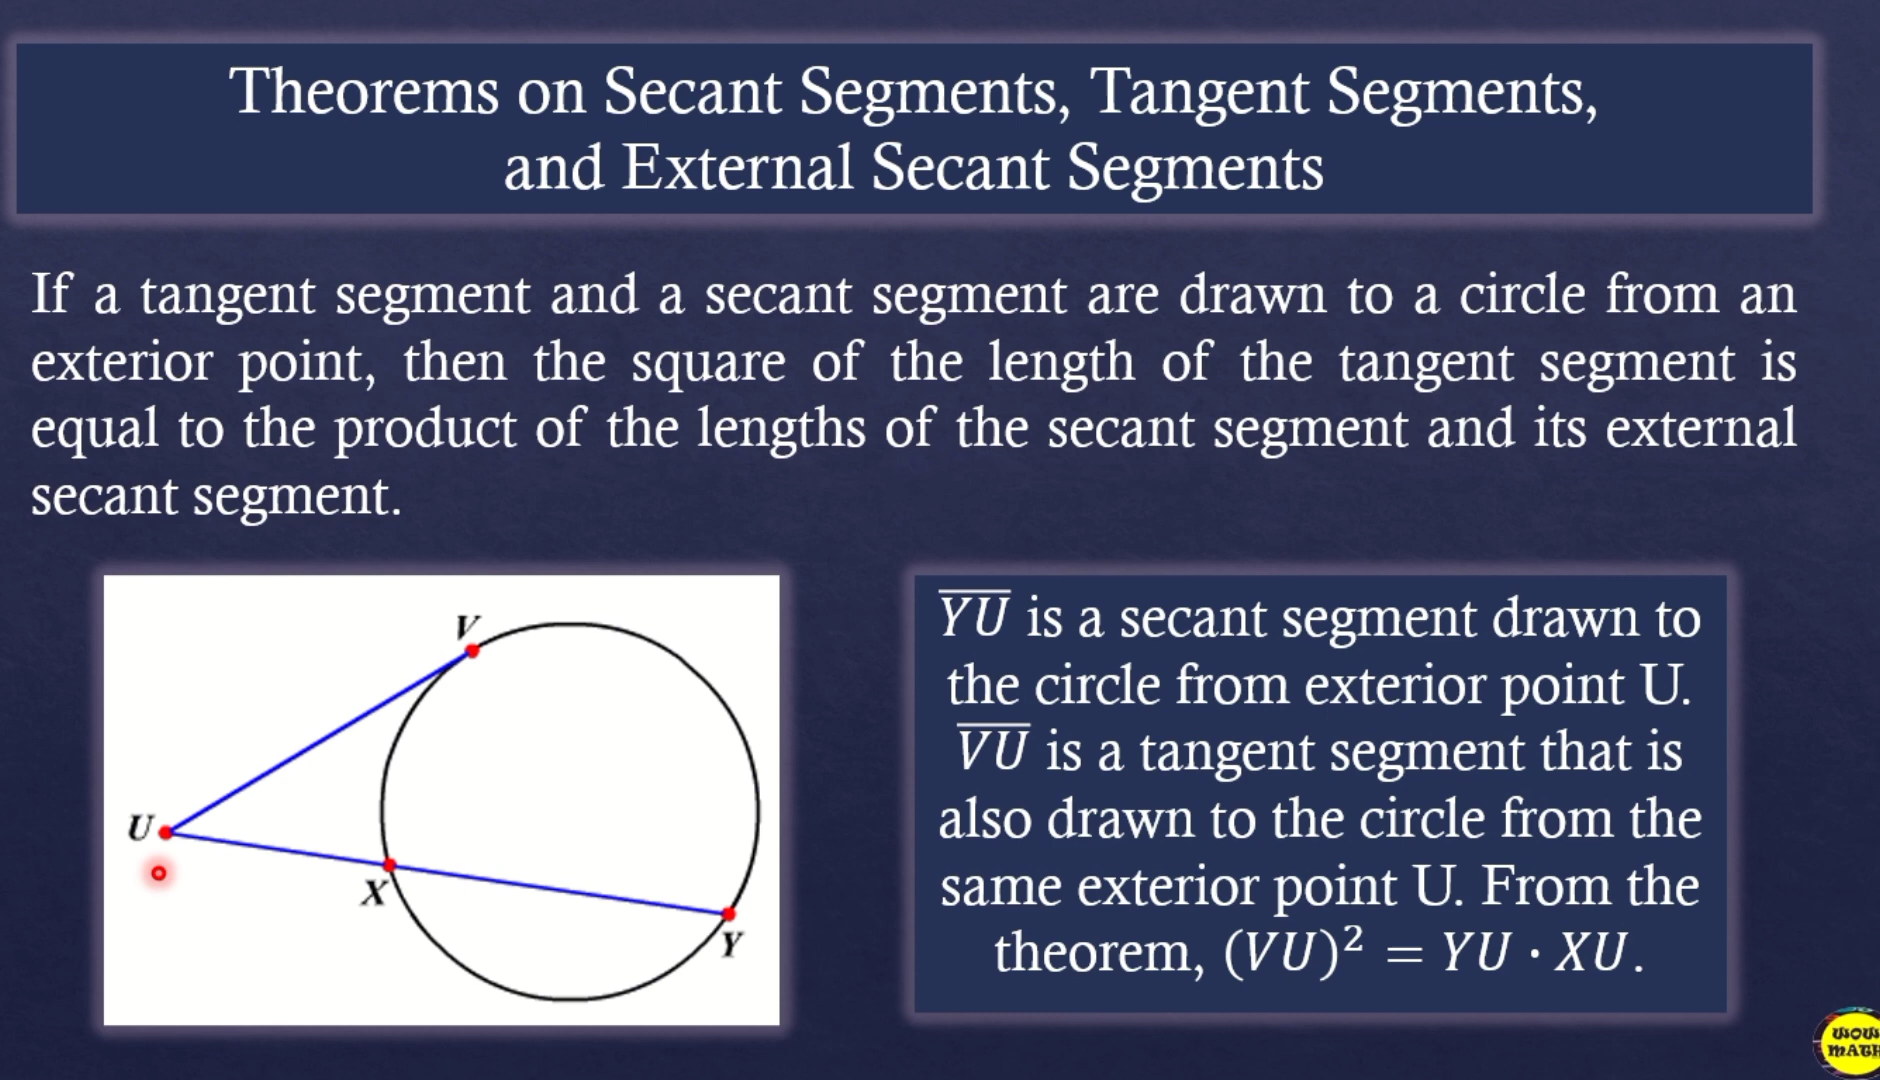 Theorems on Secant Segments, Tangent Segments,
and External Secant Segments
If a tangent segment and a secant segment are drawn to a circle from an
exterior point, then the square of the length of the tangent segment is
equal to the product of the lengths of the secant segment and its external
secant segment.
V
U
X
Y
Y͞U͞ is a secant segment drawn to
the circle from exterior point U.
V͞U͞ is a tangent segment that is
also drawn to the circle from the
same exterior point U. From the
theorem, (VU)² = YU · XU.
WOW
MATH